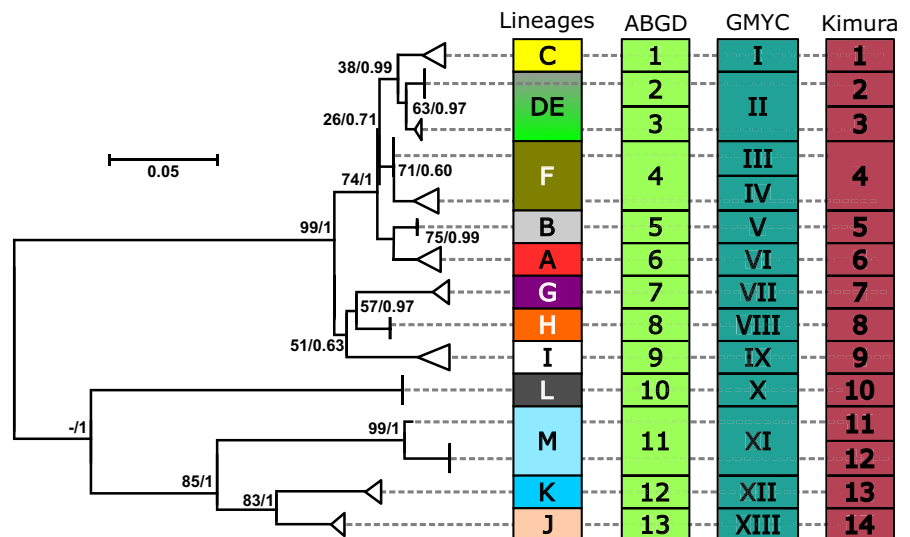 Lineages ABGD GMYC Kimura
C 1 I 1
38/0.99
2 2
63/0.97 DE II
3 3
26/0.71
0.05
III
71/0.60 F 4 4
74/1
IV
B 5 V 5
99/1 75/0.99
A 6 VI 6
G 7 VII 7
57/0.97
H 8 VIII 8
51/0.63
I 9 IX 9
L 10 X 10
-/1
99/1
11
M 11 XI
12
85/1
K 12 XII 13
83/1
J 13 XIII 14